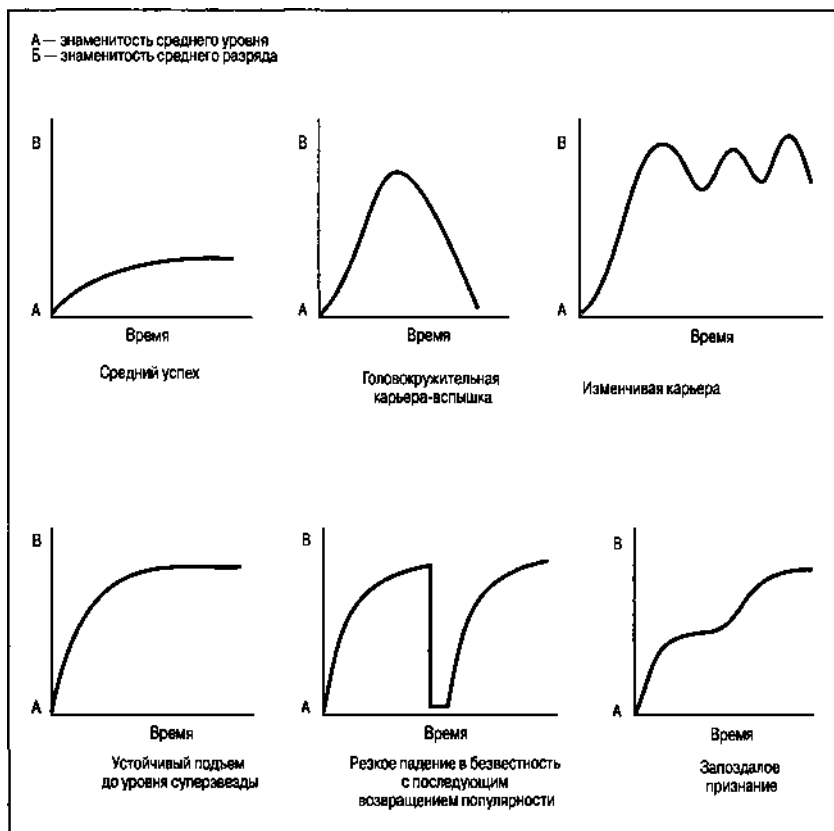 А — знаменитость среднего уровня
Б — знаменитость среднего разряда
В
А
Время
Средний успех
В
А
Время
Головокружительная
карьера-вспышка
В
А
Время
Изменчивая карьера
В
А
Время
Устойчивый подъем
до уровня суперзвезды
В
А
Время
Резкое падение в безвестность
с последующим
возвращением популярности
В
А
Время
Запоздалое
признание